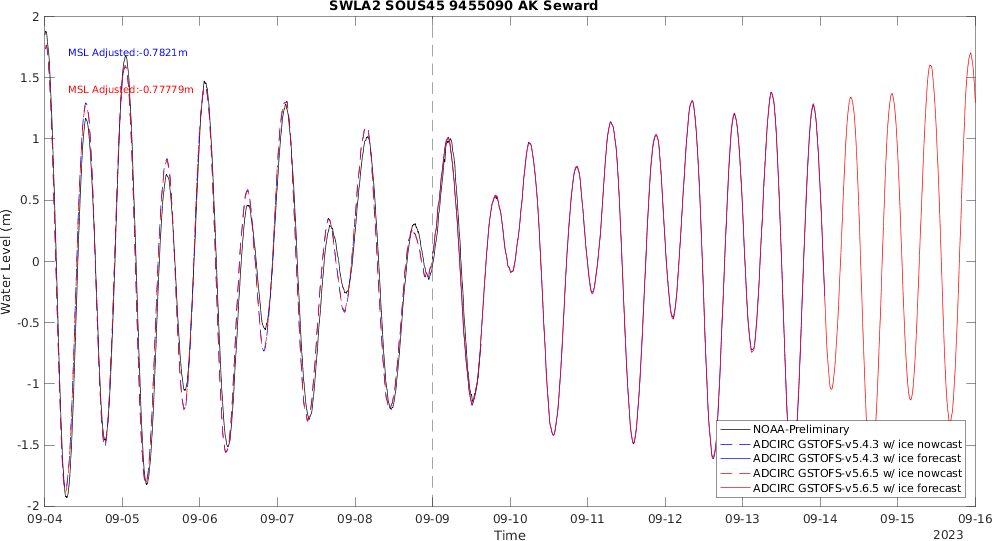 SWLA2 SOUS45 9455090 AK Seward
2
1.5
1
0.5
0
-0.5
-1
-1.5
-2
Water Level (m)
MSL Adjusted:-0.7821m
MSL Adjusted:-0.77779m
NOAA-Preliminary
ADCIRC GSTOFS-v5.4.3 w/ ice nowcast
ADCIRC GSTOFS-v5.4.3 w/ ice forecast
ADCIRC GSTOFS-v5.6.5 w/ ice nowcast
ADCIRC GSTOFS-v5.6.5 w/ ice forecast
09-04 09-05 09-06 09-07 09-08 09-09 09-10 09-11 09-12 09-13 09-14 09-15 09-16
Time
2023